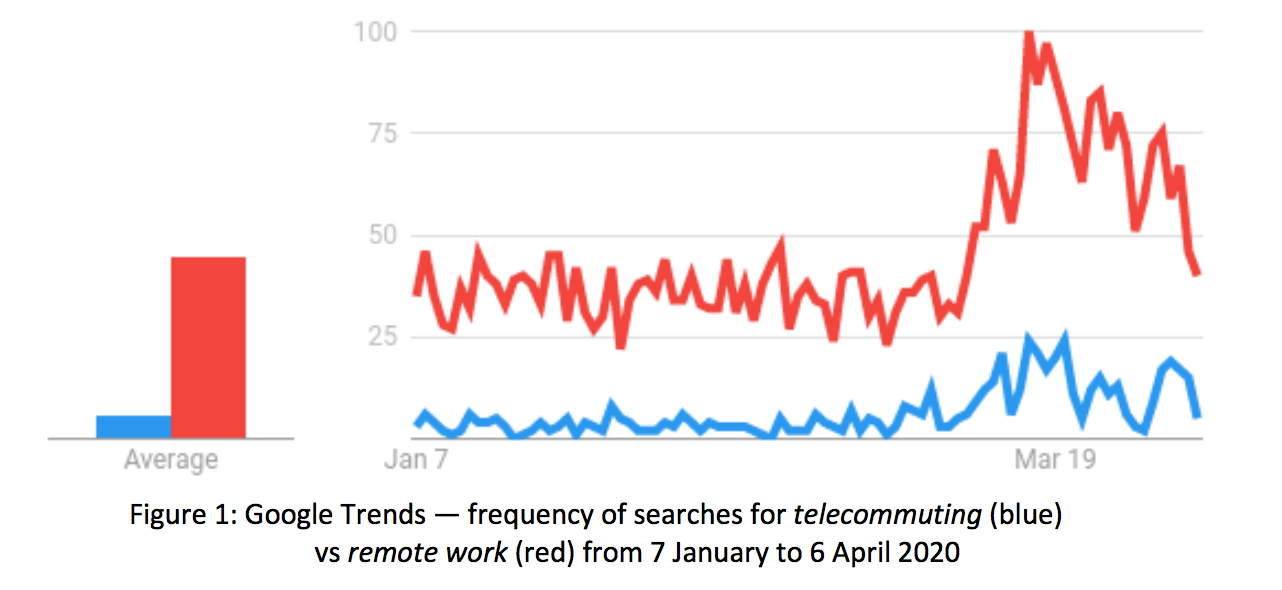 100
75
50
25
Average
Jan 7
Mar 19
Figure 1: Google Trends — frequency of searches for telecommuting (blue)
vs remote work (red) from 7 January to 6 April 2020